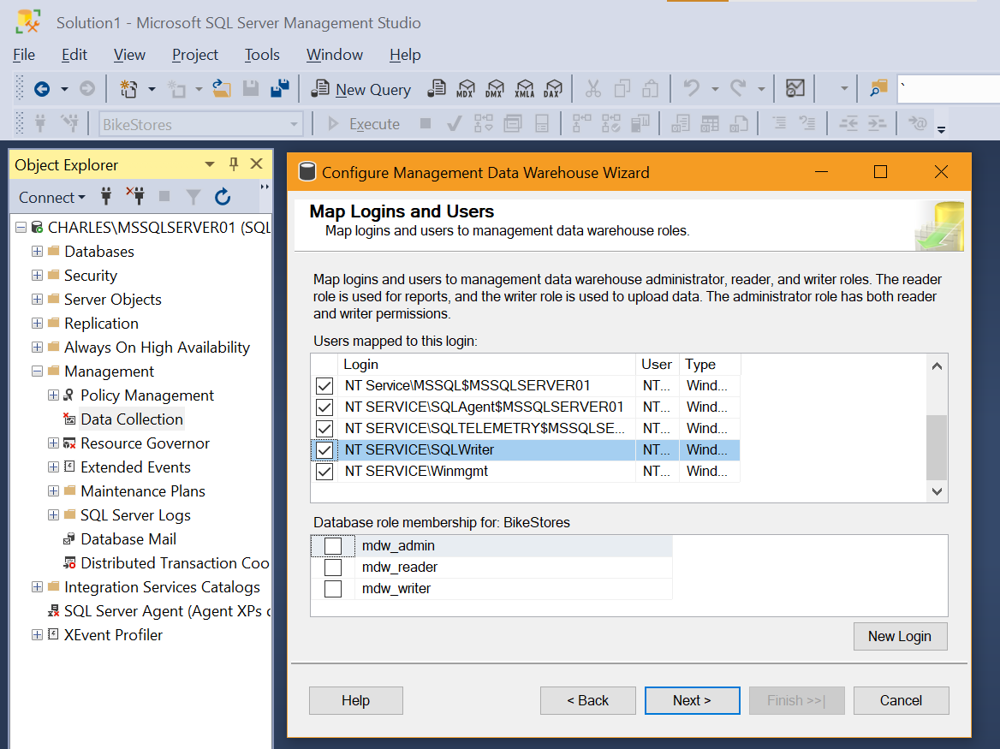 Solution1 - Microsoft SQL Server Management Studio
File Edit View Project Tools Window Help
New Query MDX DMX XMLA DAX `
BikeStores Execute
Object Explorer
Connect
CHARLES\MSSQLSERVER01 (SQL
Databases
Security
Server Objects
Replication
Always On High Availability
Management
Policy Management
Data Collection
Resource Governor
Extended Events
Maintenance Plans
SQL Server Logs
Database Mail
Distributed Transaction Coo
Integration Services Catalogs
SQL Server Agent (Agent XPs
XEvent Profiler
Configure Management Data Warehouse Wizard
Map Logins and Users
Map logins and users to management data warehouse roles.
Map logins and users to management data warehouse administrator, reader, and writer roles. The reader
role is used for reports, and the writer role is used to upload data. The administrator role has both reader
and writer permissions.
Users mapped to this login:
Login User Type
NT Service\MSSQL$MSSQLSERVER01 NT... Wind...
NT SERVICE\SQLAgent$MSSQLSERVER01 NT... Wind...
NT SERVICE\SQLTELEMETRY$MSSQLSE... NT... Wind...
NT SERVICE\SQLWriter NT... Wind...
NT SERVICE\Winmgmt NT... Wind...
Database role membership for: BikeStores
mdw_admin
mdw_reader
mdw_writer
New Login
Help < Back Next > Finish >>| Cancel